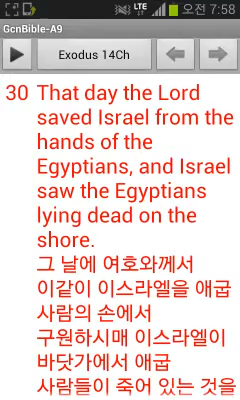 LTE 오전 7:58
GcnBible-A9
Exodus 14Ch
30 That day the Lord
saved Israel from the
hands of the
Egyptians, and Israel
saw the Egyptians
lying dead on the
shore.
그 날에 여호와께서
이같이 이스라엘을 애굽
사람의 손에서
구원하시매 이스라엘이
바닷가에서 애굽
사람들이 죽어 있는 것을